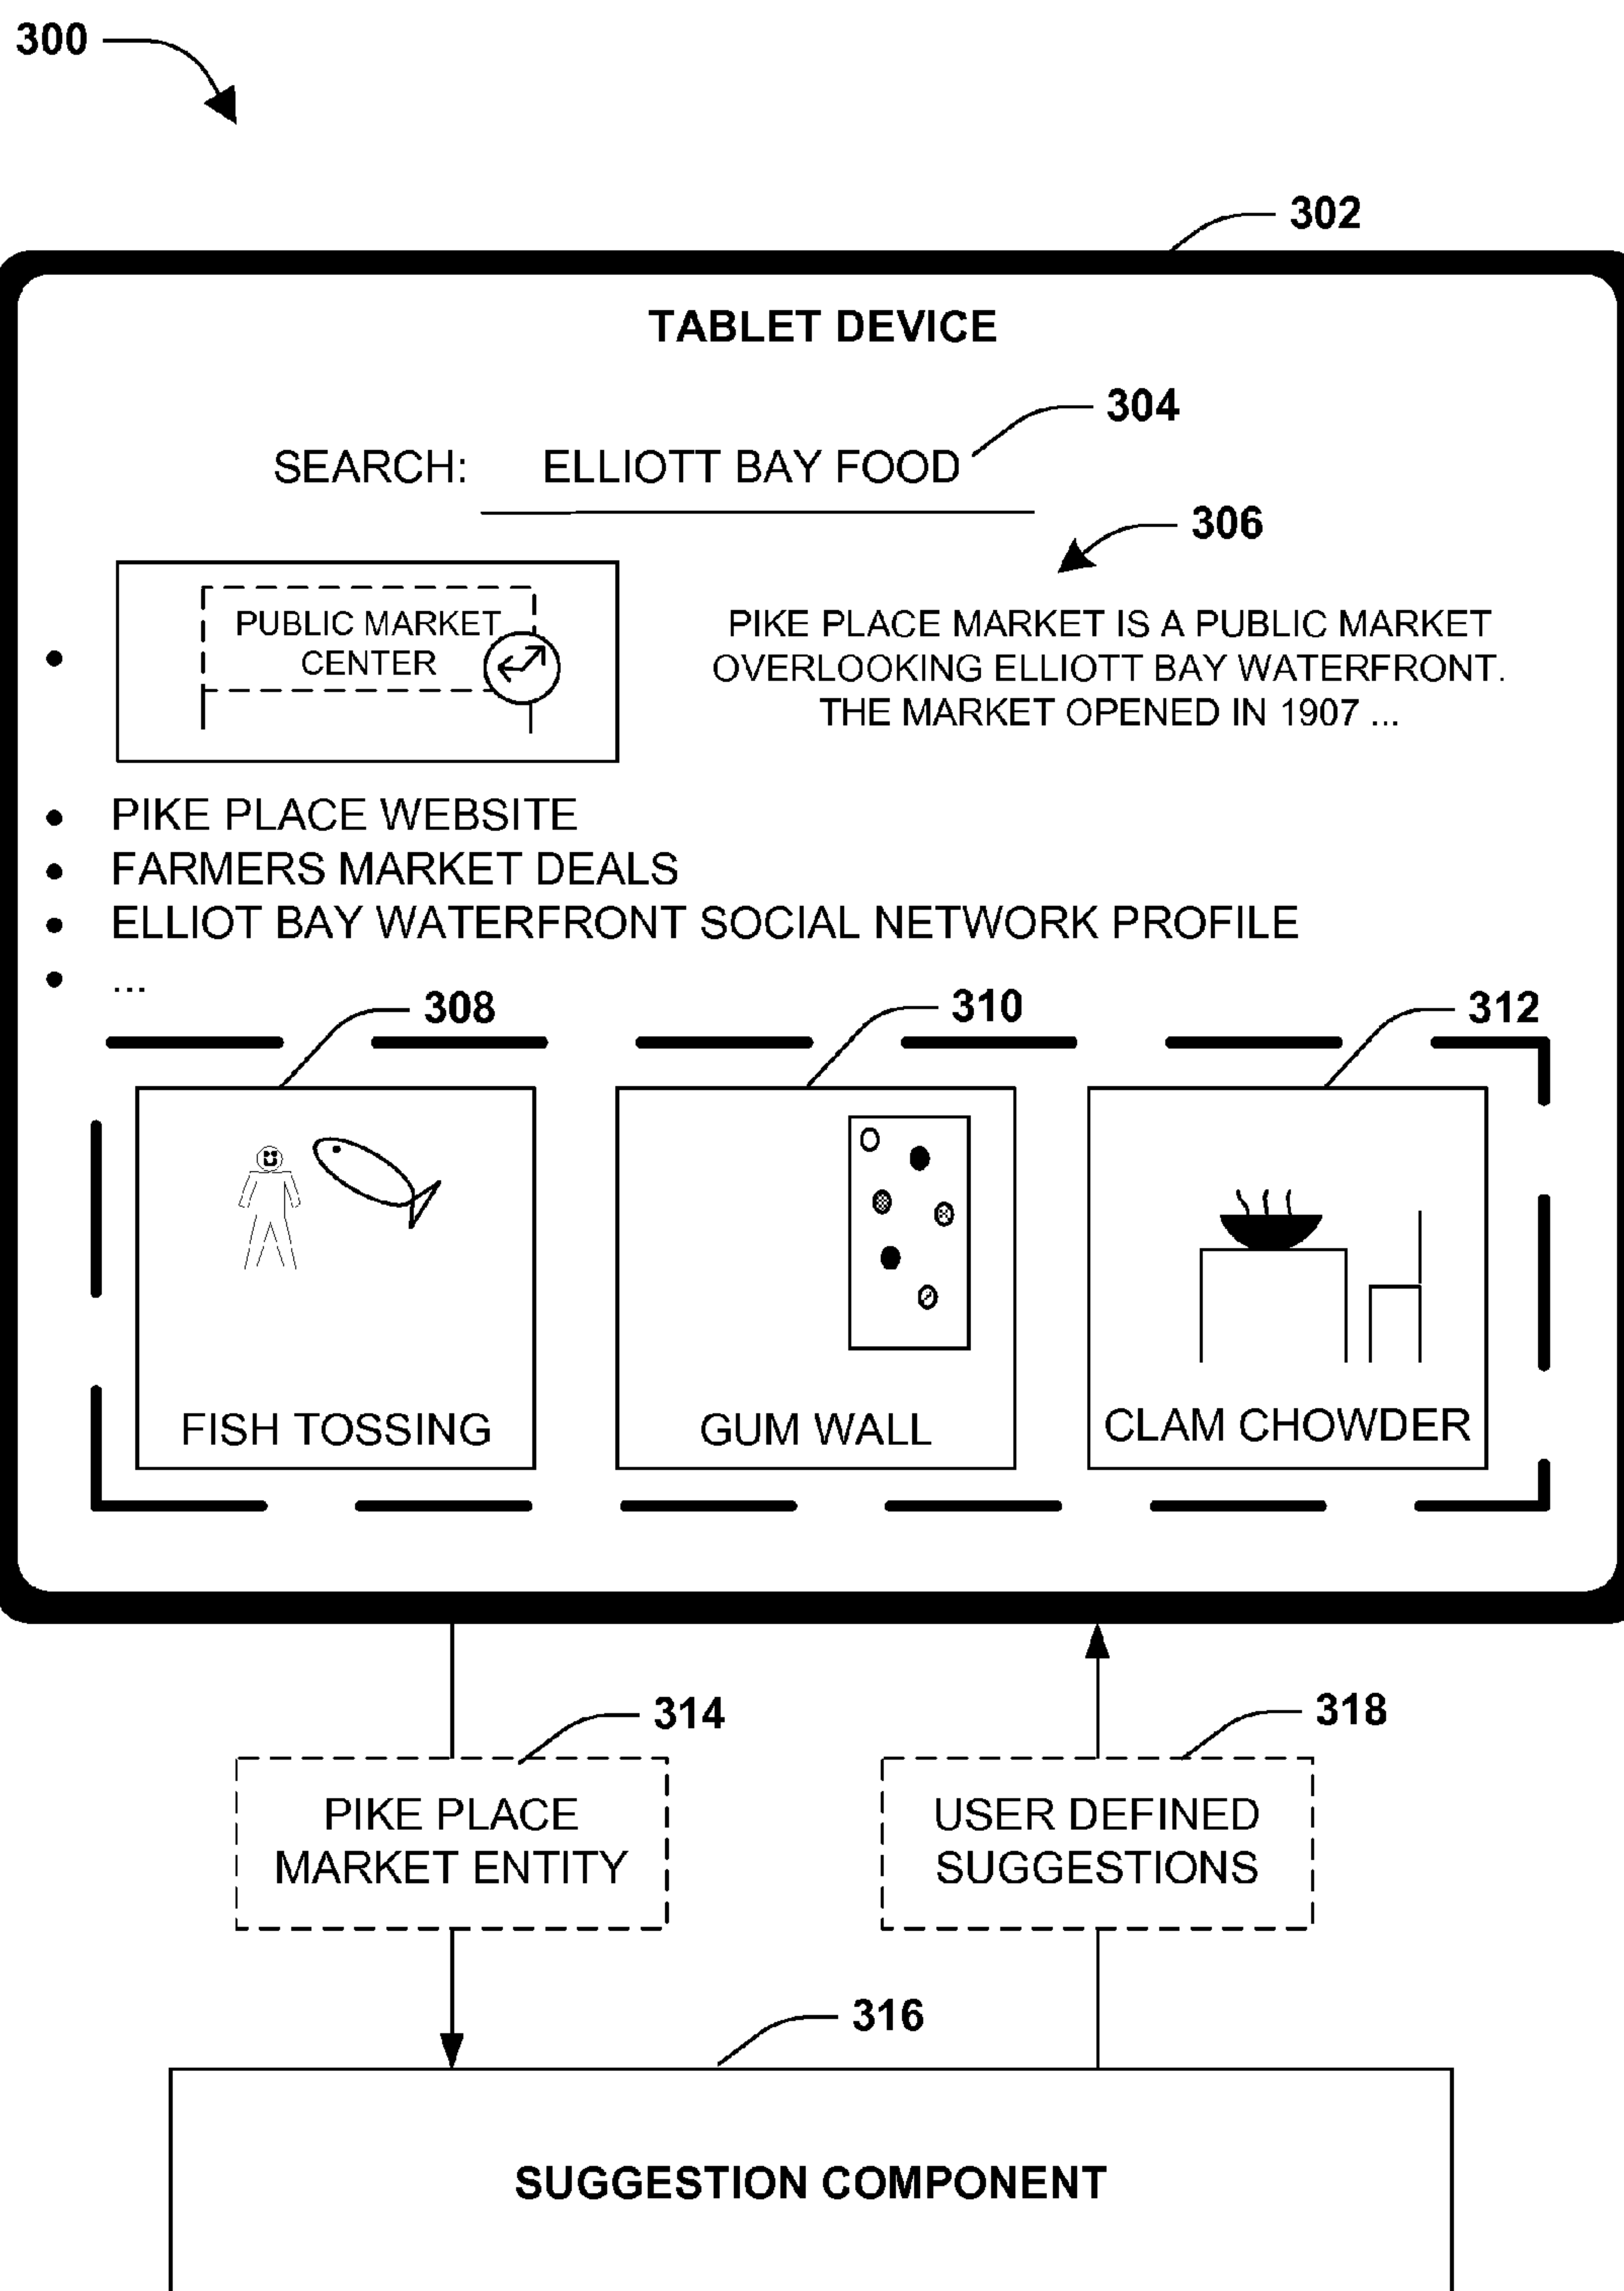 300
302
TABLET DEVICE
304
SEARCH: ELLIOTT BAY FOOD
306
PUBLIC MARKET
CENTER
PIKE PLACE MARKET IS A PUBLIC MARKET
OVERLOOKING ELLIOTT BAY WATERFRONT.
THE MARKET OPENED IN 1907 ...
• PIKE PLACE WEBSITE
• FARMERS MARKET DEALS
• ELLIOT BAY WATERFRONT SOCIAL NETWORK PROFILE
• ...
308
310
312
FISH TOSSING
GUM WALL
CLAM CHOWDER
314
318
PIKE PLACE
MARKET ENTITY
USER DEFINED
SUGGESTIONS
316
SUGGESTION COMPONENT